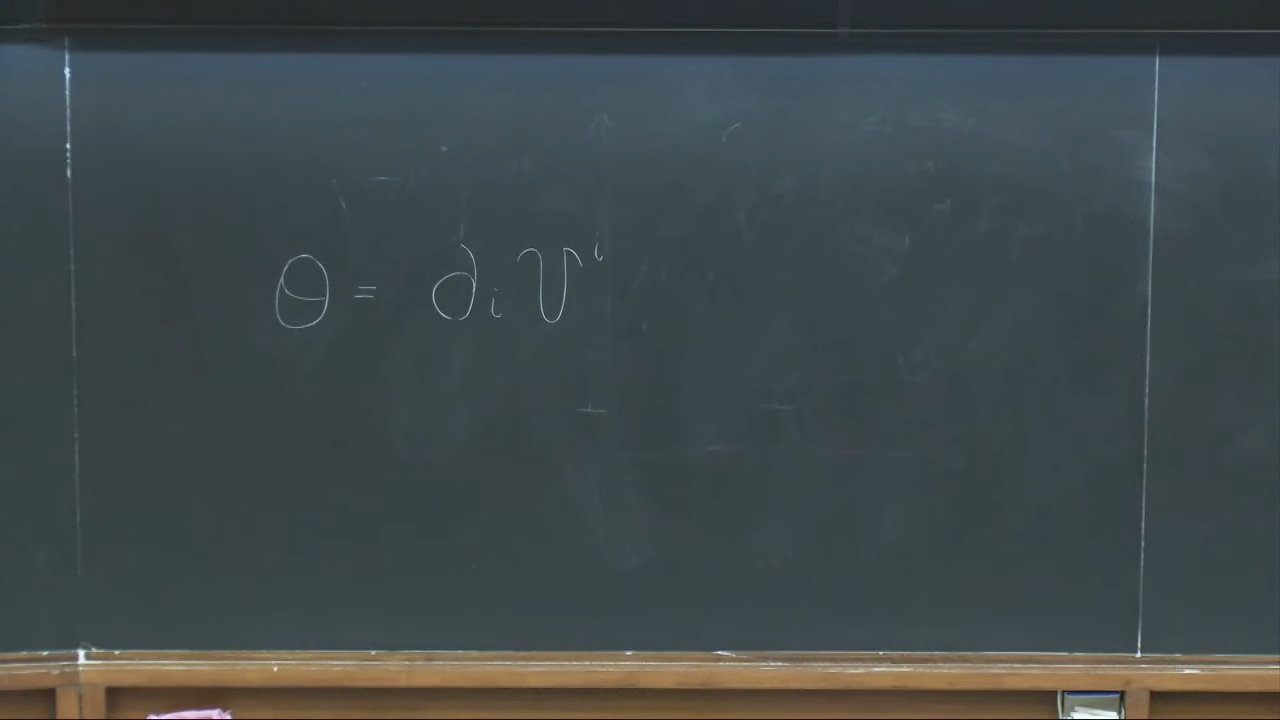 θ = ∂ᵢ vⁱ